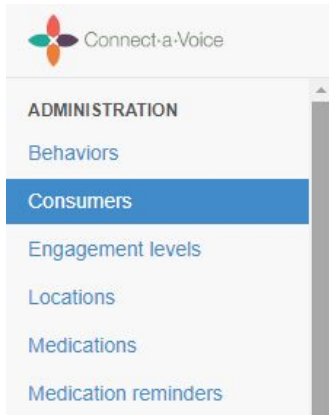 Connect-a-Voice
ADMINISTRATION
Behaviors
Consumers
Engagement levels
Locations
Medications
Medication reminders